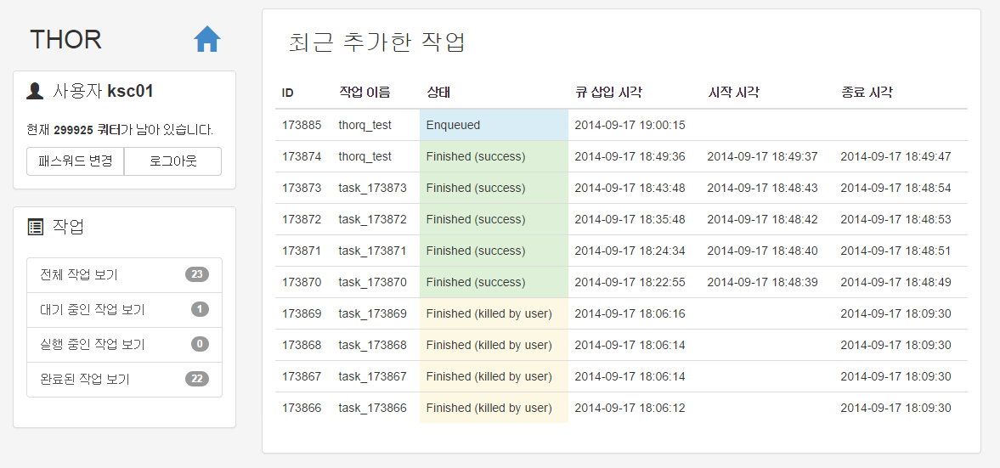 THOR
사용자 ksc01
현재 299925 쿼터가 남아 있습니다.
패스워드 변경 로그아웃
작업
전체 작업 보기 23
대기 중인 작업 보기 1
실행 중인 작업 보기 0
완료된 작업 보기 22
최근 추가한 작업
ID 작업 이름 상태 큐 삽입 시각 시작 시각 종료 시각
173885 thorq_test Enqueued 2014-09-17 19:00:15
173874 thorq_test Finished (success) 2014-09-17 18:49:36 2014-09-17 18:49:37 2014-09-17 18:49:47
173873 task_173873 Finished (success) 2014-09-17 18:43:48 2014-09-17 18:48:43 2014-09-17 18:48:54
173872 task_173872 Finished (success) 2014-09-17 18:35:48 2014-09-17 18:48:42 2014-09-17 18:48:53
173871 task_173871 Finished (success) 2014-09-17 18:24:34 2014-09-17 18:48:40 2014-09-17 18:48:51
173870 task_173870 Finished (success) 2014-09-17 18:22:55 2014-09-17 18:48:39 2014-09-17 18:48:49
173869 task_173869 Finished (killed by user) 2014-09-17 18:06:16 2014-09-17 18:09:30
173868 task_173868 Finished (killed by user) 2014-09-17 18:06:14 2014-09-17 18:09:30
173867 task_173867 Finished (killed by user) 2014-09-17 18:06:14 2014-09-17 18:09:30
173866 task_173866 Finished (killed by user) 2014-09-17 18:06:12 2014-09-17 18:09:30